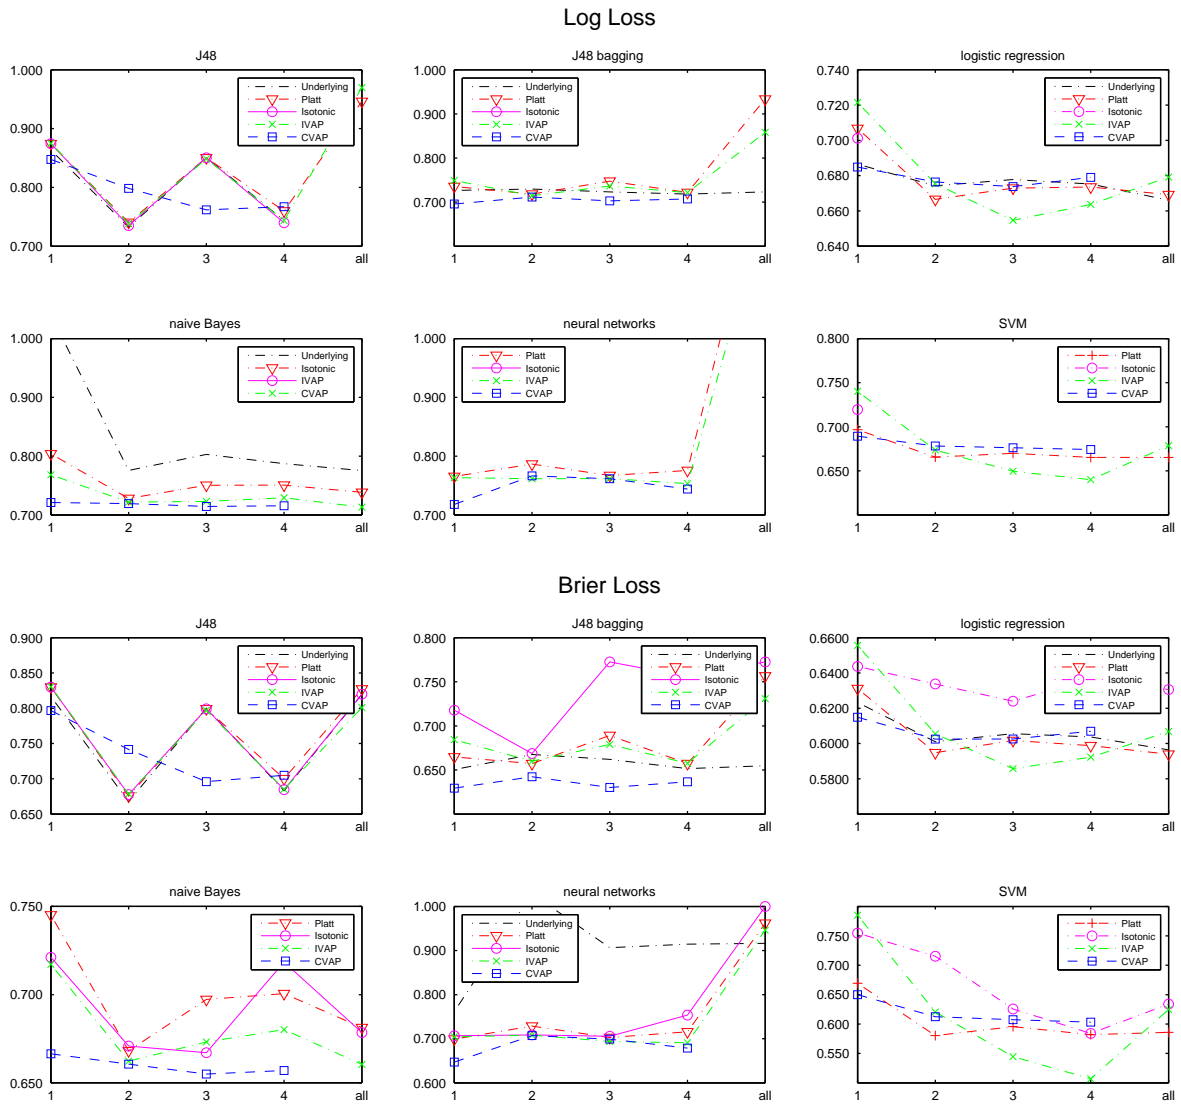 Log Loss
J48
1.000
0.900
0.800
0.700
1 2 3 4 all
Underlying
Platt
Isotonic
IVAP
CVAP
J48 bagging
1.000
0.900
0.800
0.700
1 2 3 4 all
Underlying
Platt
Isotonic
IVAP
CVAP
logistic regression
0.740
0.720
0.700
0.680
0.660
0.640
1 2 3 4 all
Underlying
Platt
Isotonic
IVAP
CVAP
naive Bayes
1.000
0.900
0.800
0.700
1 2 3 4 all
Underlying
Isotonic
IVAP
CVAP
neural networks
1.000
0.900
0.800
0.700
1 2 3 4 all
Platt
Isotonic
IVAP
CVAP
SVM
0.800
0.750
0.700
0.650
1 2 3 4 all
Platt
Isotonic
IVAP
CVAP
Brier Loss
J48
0.900
0.850
0.800
0.750
0.700
0.650
1 2 3 4 all
Underlying
Platt
Isotonic
IVAP
CVAP
J48 bagging
0.800
0.750
0.700
0.650
1 2 3 4 all
Underlying
Platt
Isotonic
IVAP
CVAP
logistic regression
0.6600
0.6400
0.6200
0.6000
0.5800
1 2 3 4 all
Underlying
Platt
Isotonic
IVAP
CVAP
naive Bayes
0.750
0.700
0.650
1 2 3 4 all
Platt
Isotonic
IVAP
CVAP
neural networks
1.000
0.900
0.800
0.700
0.600
1 2 3 4 all
Underlying
Platt
Isotonic
IVAP
CVAP
SVM
0.750
0.700
0.650
0.600
0.550
1 2 3 4 all
Platt
Isotonic
IVAP
CVAP